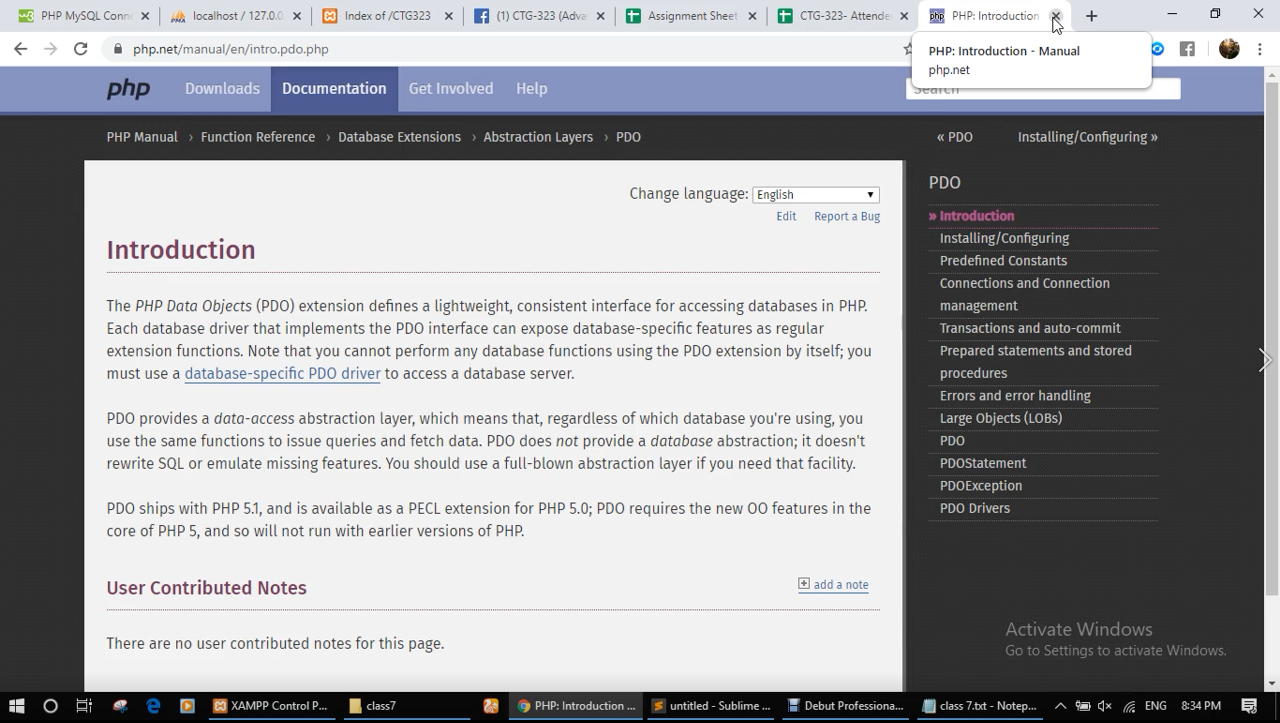 PHP MySQL Conn
localhost / 127.0.0
Index of /CTG323
(1) CTG-323 (Adva
Assignment Sheet
CTG-323- Attende
PHP: Introduction
php.net/manual/en/intro.pdo.php
PHP: Introduction - Manual
php.net
php
Downloads
Documentation
Get Involved
Help
Search
PHP Manual › Function Reference › Database Extensions › Abstraction Layers › PDO
« PDO
Installing/Configuring »
Change language: English
Edit Report a Bug
Introduction
The PHP Data Objects (PDO) extension defines a lightweight, consistent interface for accessing databases in PHP.
Each database driver that implements the PDO interface can expose database-specific features as regular
extension functions. Note that you cannot perform any database functions using the PDO extension by itself; you
must use a database-specific PDO driver to access a database server.
PDO provides a data-access abstraction layer, which means that, regardless of which database you're using, you
use the same functions to issue queries and fetch data. PDO does not provide a database abstraction; it doesn't
rewrite SQL or emulate missing features. You should use a full-blown abstraction layer if you need that facility.
PDO ships with PHP 5.1, and is available as a PECL extension for PHP 5.0; PDO requires the new OO features in the
core of PHP 5, and so will not run with earlier versions of PHP.
User Contributed Notes
add a note
There are no user contributed notes for this page.
PDO
» Introduction
Installing/Configuring
Predefined Constants
Connections and Connection
management
Transactions and auto-commit
Prepared statements and stored
procedures
Errors and error handling
Large Objects (LOBs)
PDO
PDOStatement
PDOException
PDO Drivers
Activate Windows
Go to Settings to activate Windows.
XAMPP Control P...
class7
PHP: Introduction ...
untitled - Sublime ...
Debut Professiona...
class 7.txt - Notep...
ENG
8:34 PM